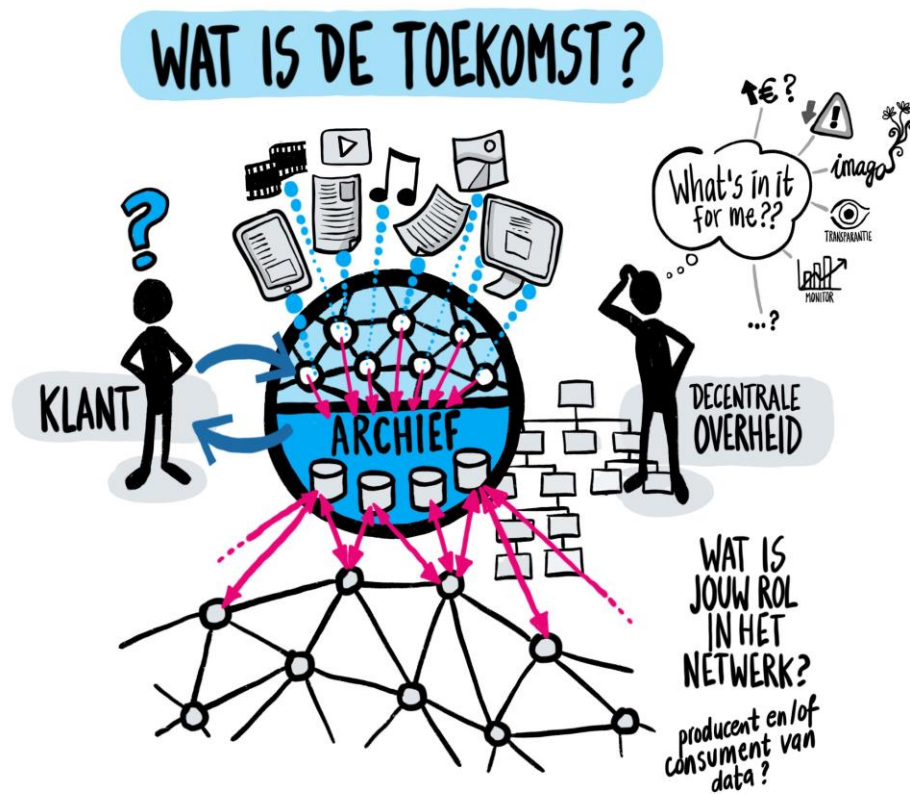 WAT IS DE TOEKOMST?
↑€?
!
imago
What's in it
for me??
TRANSPARANTIE
MONITOR
...?
?
KLANT
ARCHIEF
DECENTRALE
OVERHEID
WAT IS
JOUW ROL
IN HET
NETWERK?
producent en/of
consument van
data?